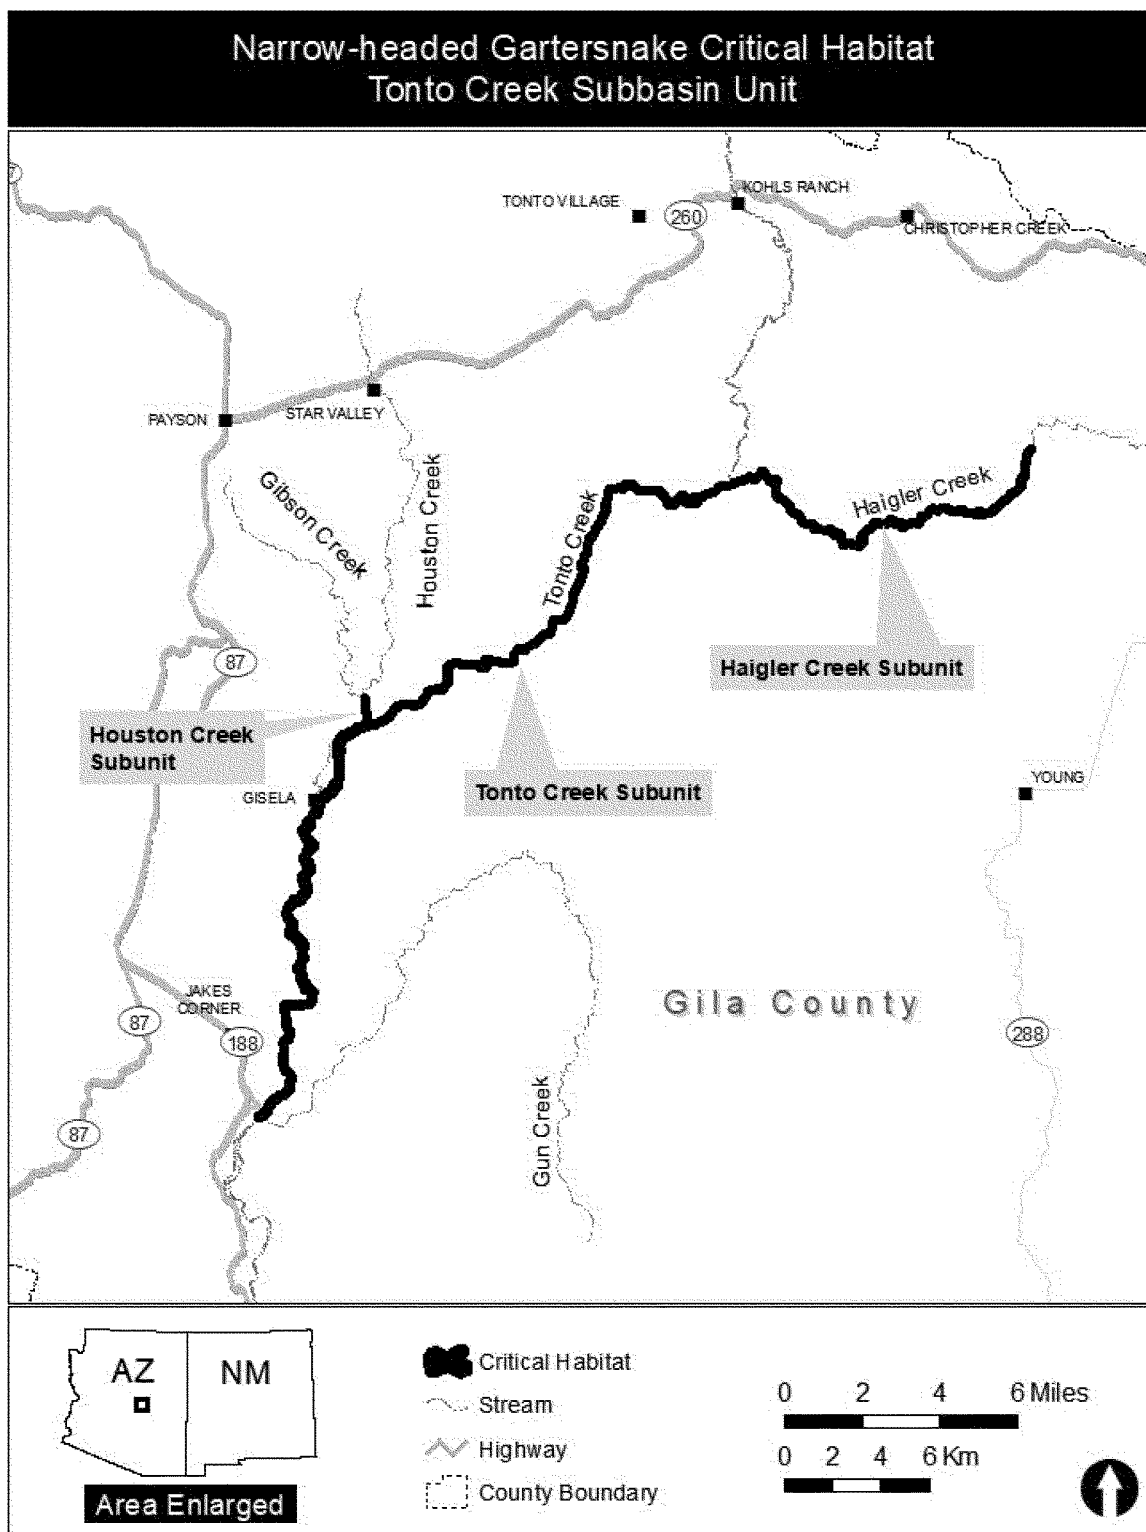 Narrow-headed Gartersnake Critical Habitat
Tonto Creek Subbasin Unit
KOHLS RANCH
TONTO VILLAGE
260
CHRISTOPHER CREEK
STAR VALLEY
PAYSON
Gibson Creek
Houston Creek
Tonto Creek
Haigler Creek
87
Haigler Creek Subunit
Houston Creek
Subunit
Tonto Creek Subunit
GISELA
YOUNG
JAKES
CORNER
Gila County
87
188
288
87
Gun Creek
AZ
NM
Area Enlarged
Critical Habitat
Stream
Highway
County Boundary
0 2 4 6 Miles
0 2 4 6 Km